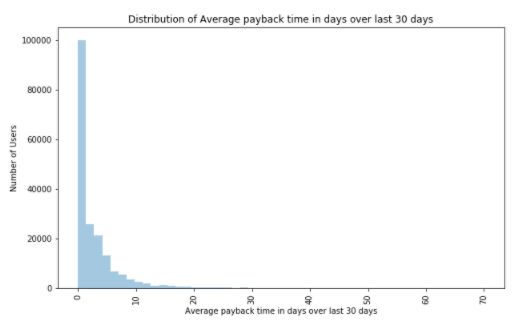 Distribution of Average payback time in days over last 30 days
100000
80000
60000
40000
20000
0
Number of Users
0 10 20 30 40 50 60 70
Average payback time in days over last 30 days